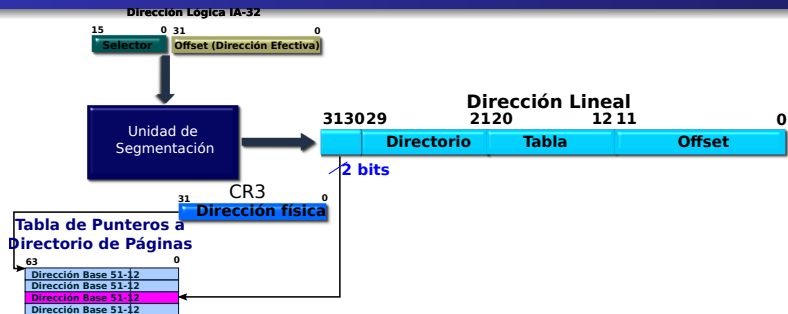 Dirección Lógica IA-32
15 0 31 0
Selector Offset (Dirección Efectiva)
Dirección Lineal
31 30 29 21 20 12 11 0
Directorio Tabla Offset
Unidad de
Segmentación
2 bits
CR3
31 0
Dirección física
Tabla de Punteros a
Directorio de Páginas
63 0
Dirección Base 51-12
Dirección Base 51-12
Dirección Base 51-12
Dirección Base 51-12